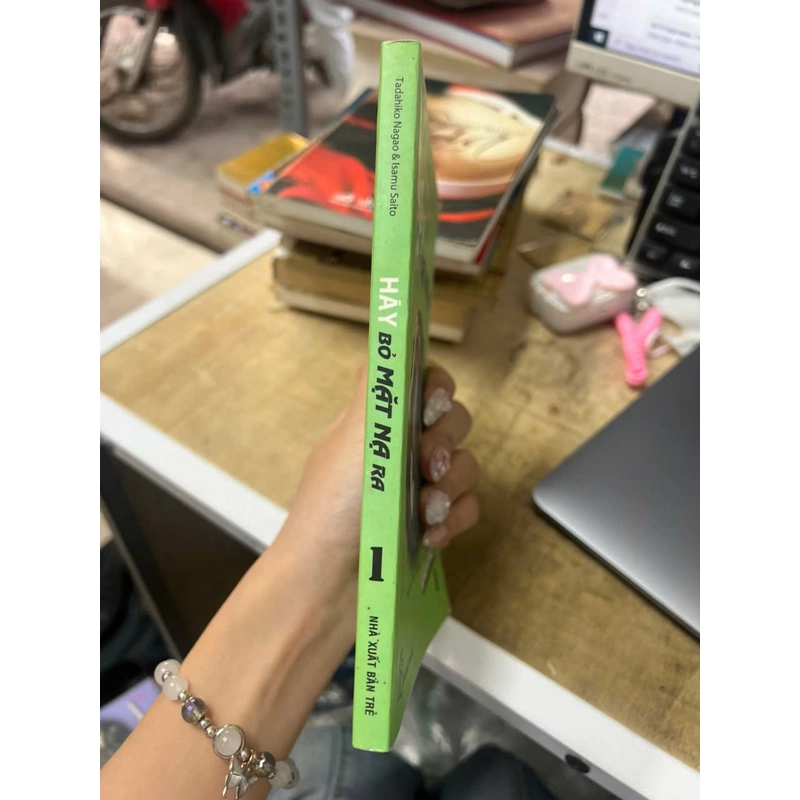 Tadahiko Nagao & Isamu Saito
HÃY BỎ MẶT NẠ RA
1
NHÀ XUẤT BẢN TRẺ